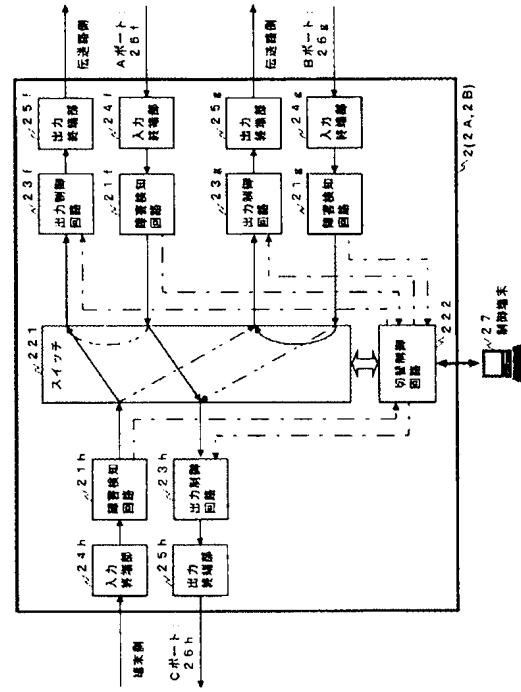 伝送路側
Aポート:
26f
伝送路側
Bポート:
26g
25f
出力
終端部
24f
入力
終端部
25g
出力
終端部
24g
入力
終端部
23f
出力制御
回路
21f
障害検知
回路
23g
出力制御
回路
21g
障害検知
回路
2(2A,2B)
221
スイッチ
222
切替制御
回路
27
制御端末
21h
障害検知
回路
23h
出力制御
回路
24h
入力
終端部
25h
出力
終端部
端末側
Cポート:
26h